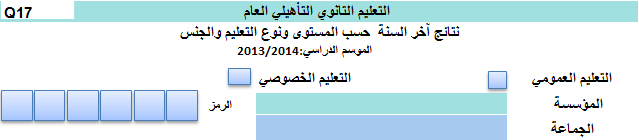 Q17 التعليم الثانوي التأهيلي العام
نتائج آخر السنة حسب المستوى ونوع التعليم والجنس
الموسم الدراسي:2013/2014
التعليم العمومي التعليم الخصوصي
المؤسسة الرمز
الجماعة